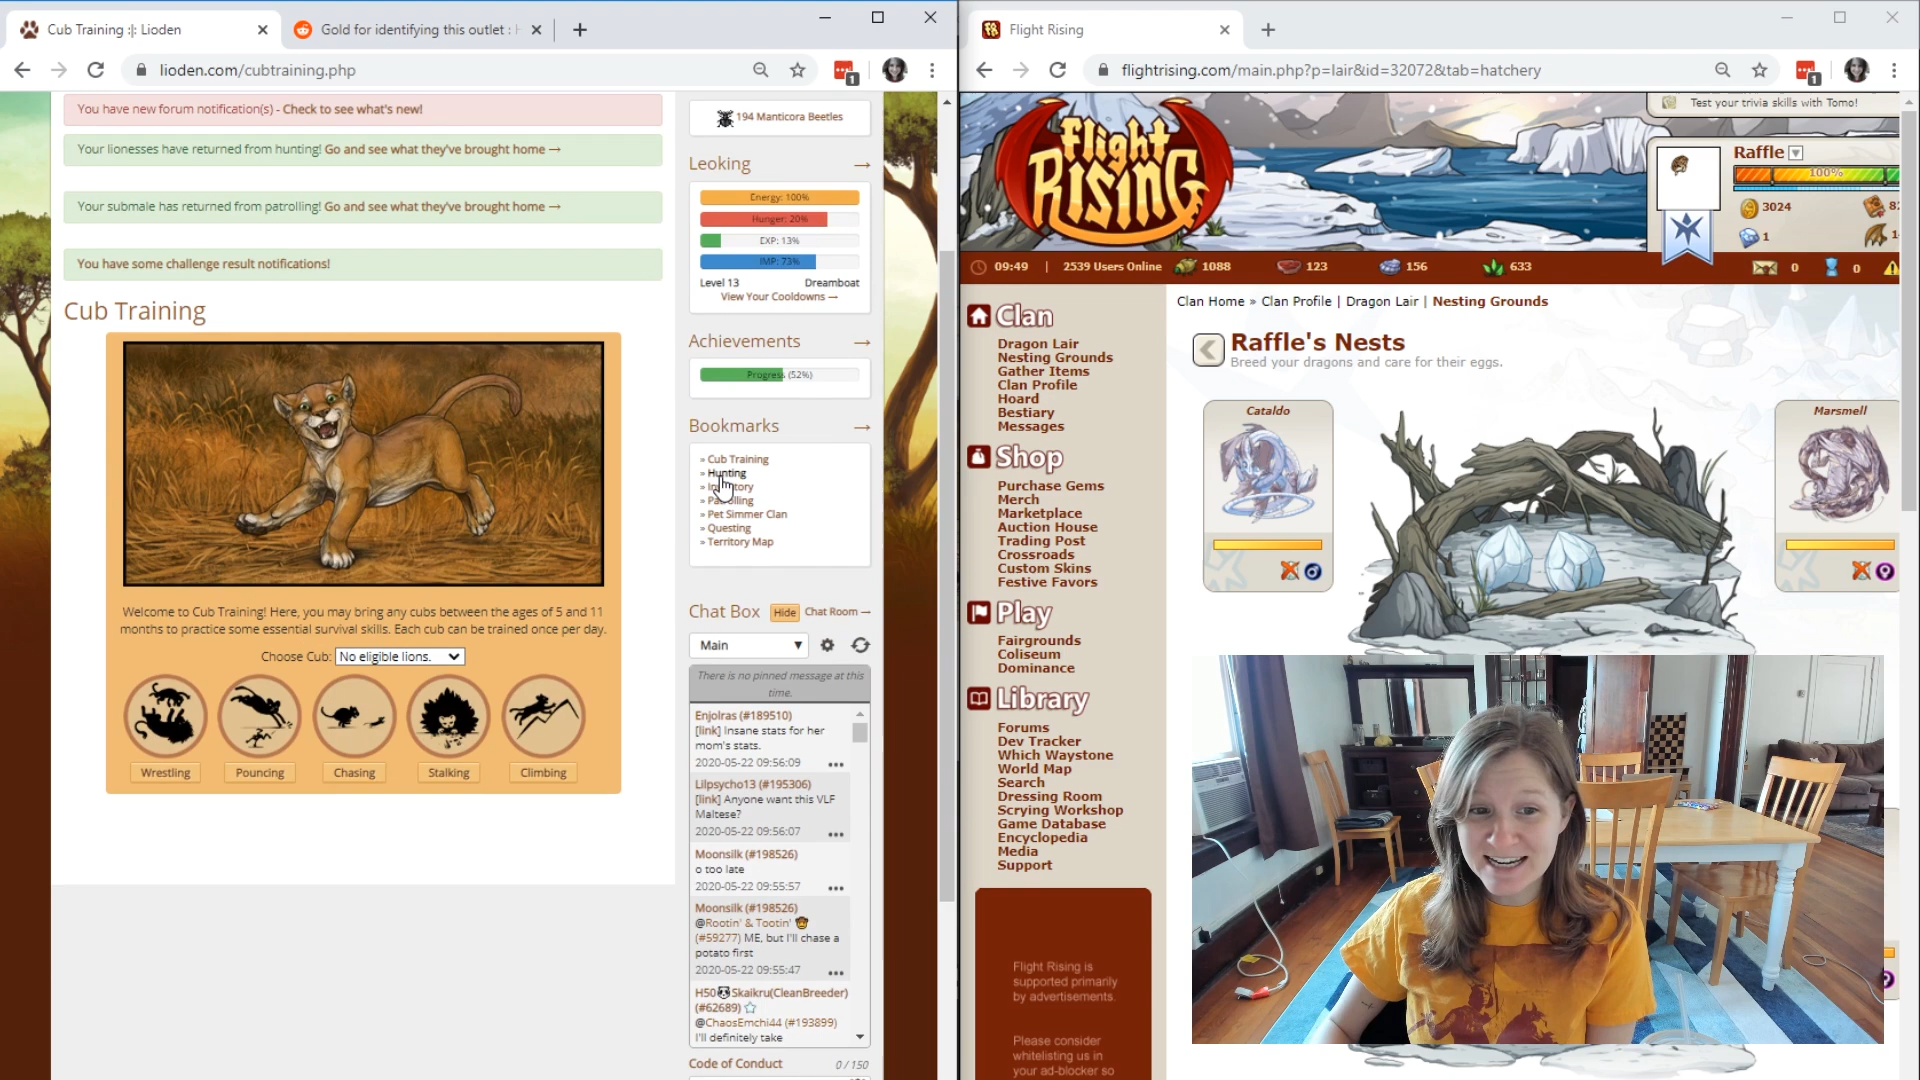 Cub Training :|: Lioden
Gold for identifying this outlet :
lioden.com/cubtraining.php
You have new forum notification(s) - Check to see what's new!
Your lionesses have returned from hunting! Go and see what they've brought home →
Your submale has returned from patrolling! Go and see what they've brought home →
You have some challenge result notifications!
Cub Training
Welcome to Cub Training! Here, you may bring any cubs between the ages of 5 and 11
months to practice some essential survival skills. Each cub can be trained once per day.
Choose Cub: No eligible lions.
Wrestling
Pouncing
Chasing
Stalking
Climbing
194 Manticora Beetles
Leoking →
Energy: 100%
Hunger: 20%
EXP: 13%
IMP: 73%
Level 13 Dreamboat
View Your Cooldowns →
Achievements →
Progress (52%)
Bookmarks →
» Cub Training
» Hunting
»
»
» Pet Simmer Clan
» Questing
» Territory Map
Chat Box Hide Chat Room →
Main
There is no pinned message at this
time.
Enjolras (#189510)
[link] Insane stats for her
mom's stats.
2020-05-22 09:56:09
Lilpsycho13 (#195306)
[link] Anyone want this VLF
Maltese?
2020-05-22 09:56:07
Moonsilk (#198526)
o too late
2020-05-22 09:55:57
Moonsilk (#198526)
@Rootin' & Tootin' 🤠
(#59277) ME, but I'll chase a
potato first
2020-05-22 09:55:47
H50🐼Skaikru(CleanBreeder)
(#62689) ☆
@ChaosEmchi44 (#193899)
I'll definitely take
Code of Conduct 0 / 150
Flight Rising
flightrising.com/main.php?p=lair&id=32072&tab=hatchery
Flight
RISING
Test your trivia skills with Tomo!
Raffle
100%
3024
1
09:49 | 2539 Users Online 1088 123 156 633 0 0
Clan
Dragon Lair
Nesting Grounds
Gather Items
Clan Profile
Hoard
Bestiary
Messages
Shop
Purchase Gems
Merch
Marketplace
Auction House
Trading Post
Crossroads
Custom Skins
Festive Favors
Play
Fairgrounds
Coliseum
Dominance
Library
Forums
Dev Tracker
Which Waystone
World Map
Search
Dressing Room
Scrying Workshop
Game Database
Encyclopedia
Media
Support
Flight Rising is
supported primarily
by advertisements.
Please consider
whitelisting us in
your ad-blocker so
Clan Home » Clan Profile | Dragon Lair | Nesting Grounds
Raffle's Nests
Breed your dragons and care for their eggs.
Cataldo
Marsmell